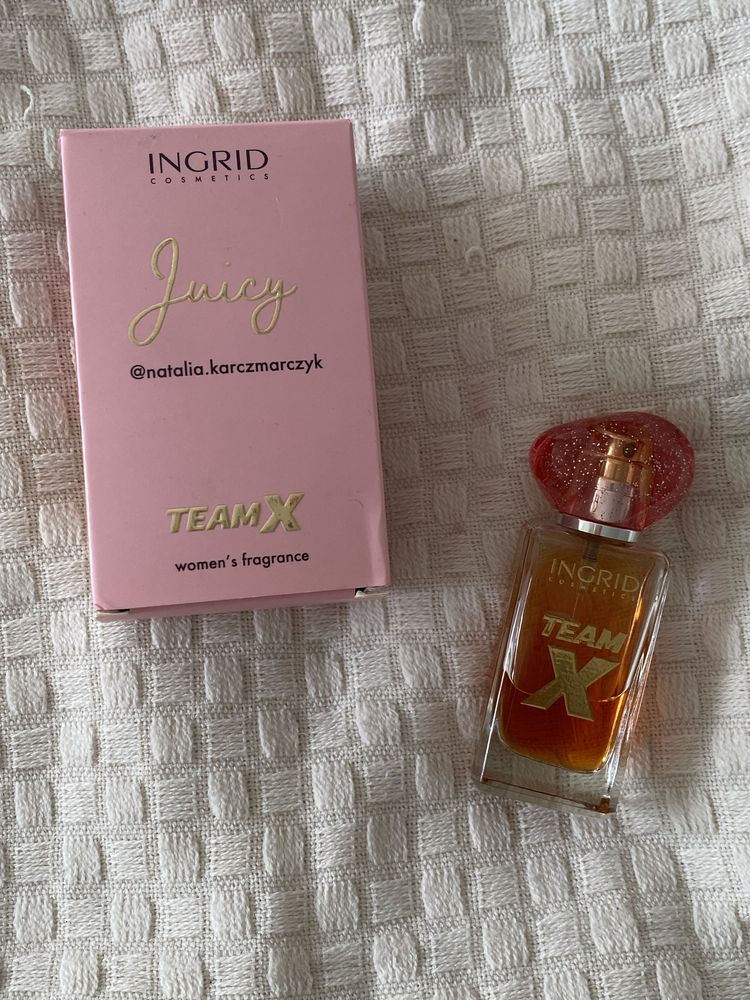 INGRID
COSMETICS
Juicy
@natalia.karczmarczyk
TEAM X
women's fragrance
INGRID
COSMETICS
TEAM
X